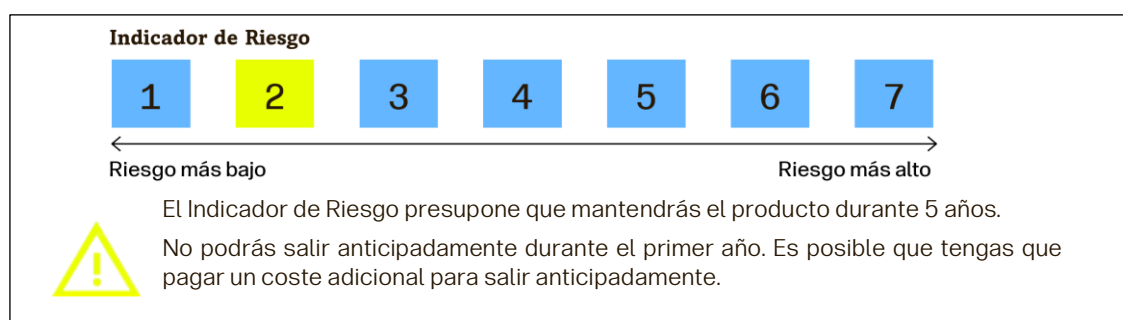 Indicador de Riesgo
1 2 3 4 5 6 7
Riesgo más bajo Riesgo más alto
El Indicador de Riesgo presupone que mantendrás el producto durante 5 años.
No podrás salir anticipadamente durante el primer año. Es posible que tengas que
pagar un coste adicional para salir anticipadamente.